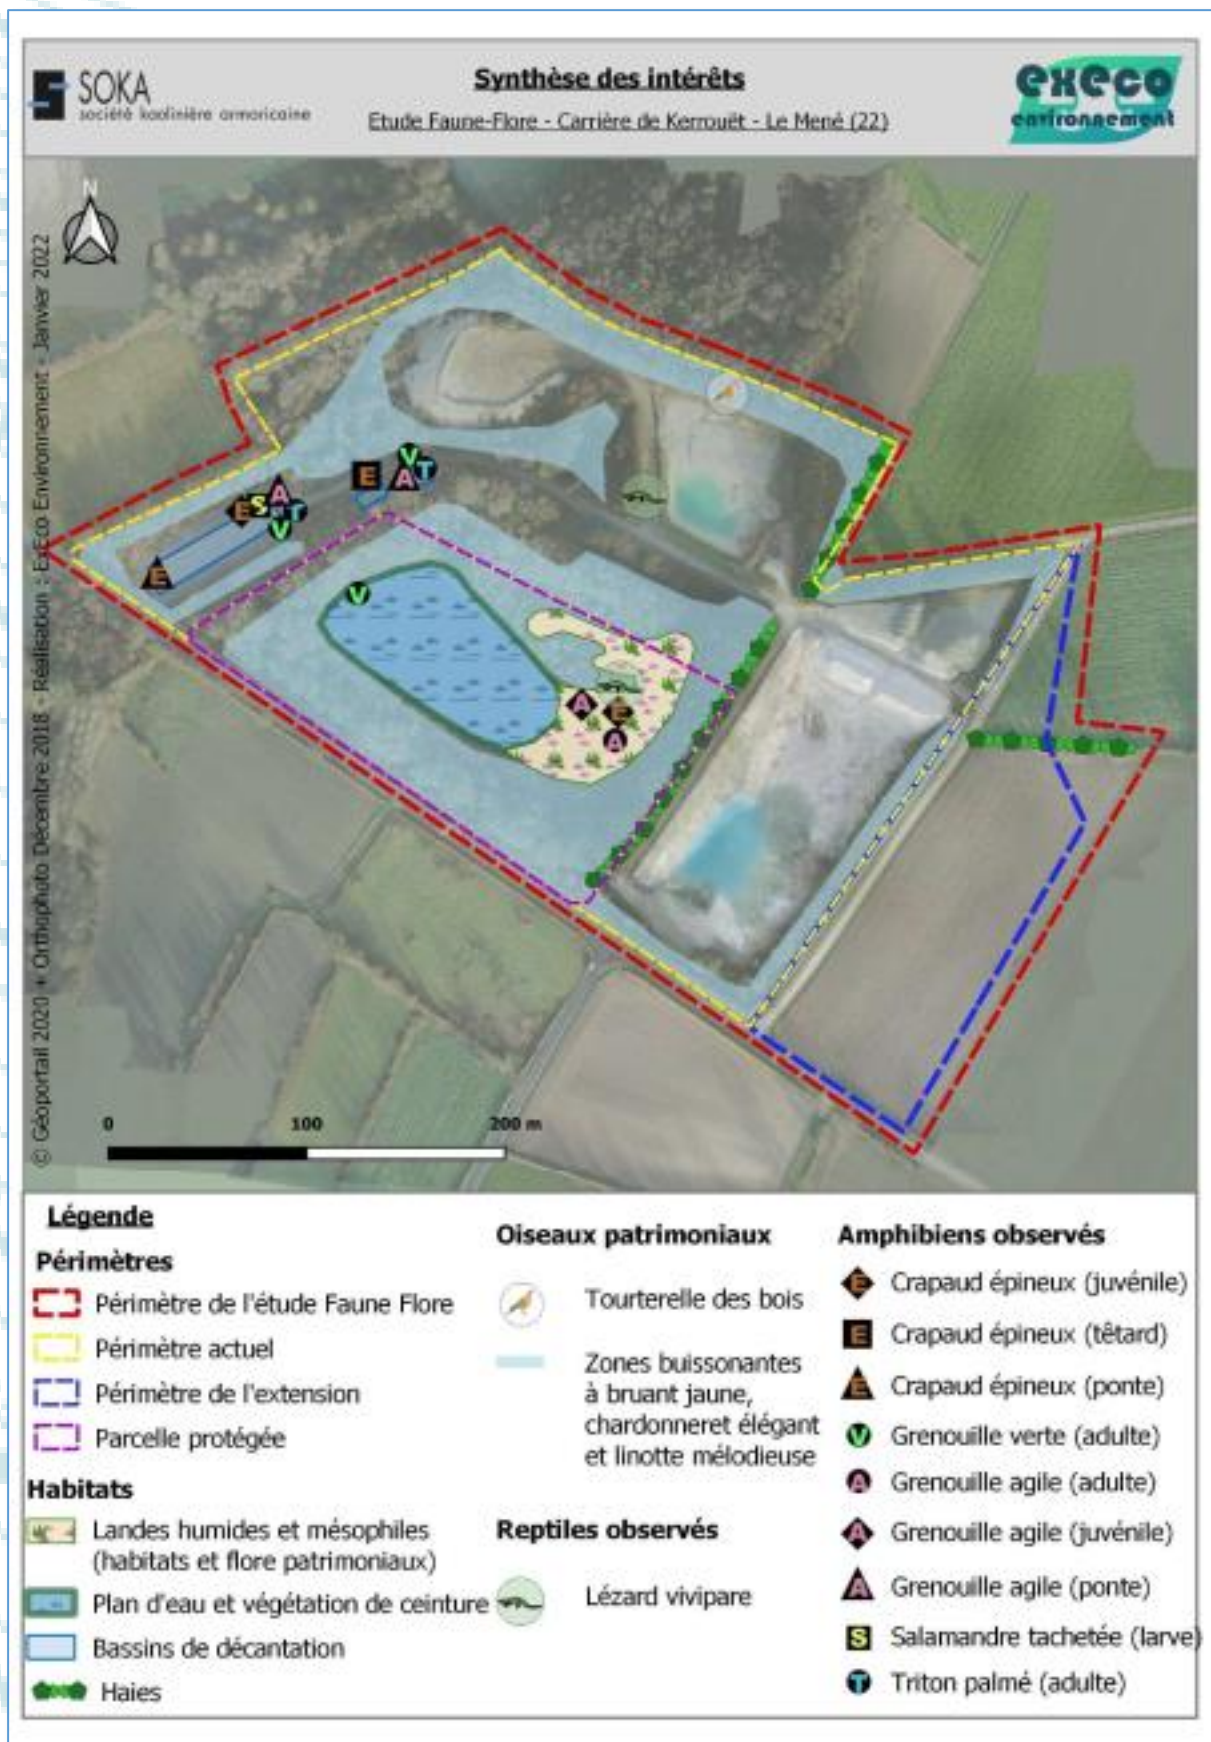 SOKA
société kaolinière armoricaine
Synthèse des intérêts
Etude Faune-Flore - Carrière de Kerrouët - Le Mené (22)
execo
environnement
N
© Géoportail 2020 + Orthophoto Décembre 2018 - Réalisation : ExEco Environnement - Janvier 2022
E
V
A
T
A
E
S
T
V
E
V
A
E
A
0 100 200 m
Légende
Périmètres
Périmètre de l'étude Faune Flore
Périmètre actuel
Périmètre de l'extension
Parcelle protégée
Habitats
Landes humides et mésophiles
(habitats et flore patrimoniaux)
Plan d'eau et végétation de ceinture
Bassins de décantation
Haies
Oiseaux patrimoniaux
Tourterelle des bois
Zones buissonantes
à bruant jaune,
chardonneret élégant
et linotte mélodieuse
Reptiles observés
Lézard vivipare
Amphibiens observés
E Crapaud épineux (juvénile)
E Crapaud épineux (têtard)
E Crapaud épineux (ponte)
V Grenouille verte (adulte)
A Grenouille agile (adulte)
A Grenouille agile (juvénile)
A Grenouille agile (ponte)
S Salamandre tachetée (larve)
T Triton palmé (adulte)